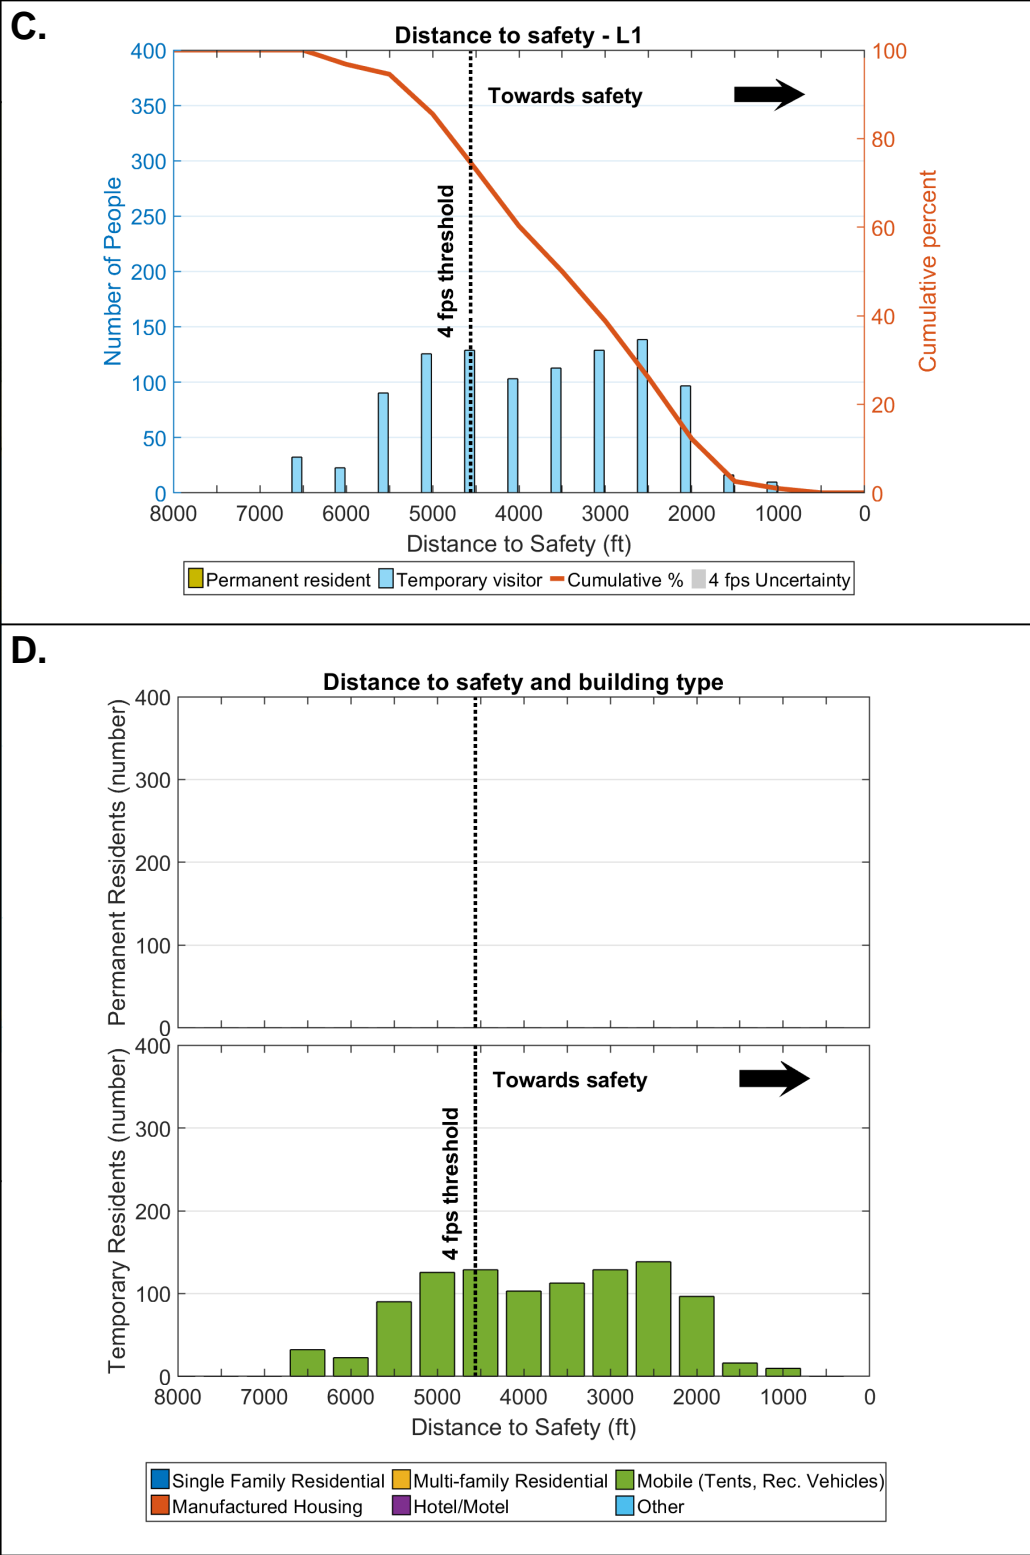 C.
Distance to safety - L1
400
350
300
250
200
150
100
50
0
Number of People
100
80
60
40
20
0
Cumulative percent
Towards safety
4 fps threshold
8000 7000 6000 5000 4000 3000 2000 1000 0
Distance to Safety (ft)
Permanent resident Temporary visitor Cumulative % 4 fps Uncertainty
D.
Distance to safety and building type
400
300
200
100
0
Permanent Residents (number)
400
300
200
100
0
Temporary Residents (number)
Towards safety
4 fps threshold
8000 7000 6000 5000 4000 3000 2000 1000 0
Distance to Safety (ft)
Single Family Residential Multi-family Residential Mobile (Tents, Rec. Vehicles)
Manufactured Housing Hotel/Motel Other